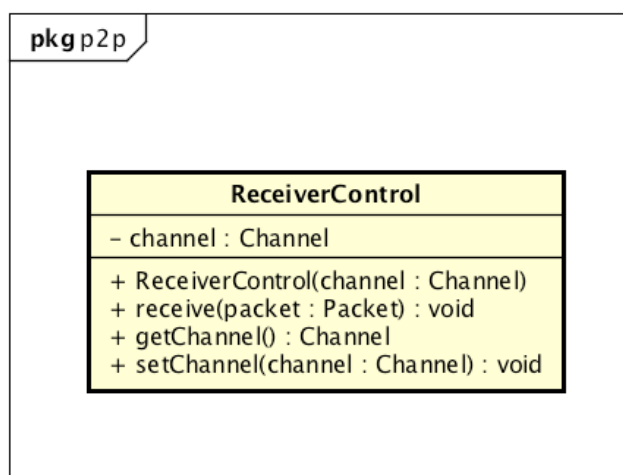 pkg p2p
ReceiverControl
- channel : Channel
+ ReceiverControl(channel : Channel)
+ receive(packet : Packet) : void
+ getChannel() : Channel
+ setChannel(channel : Channel) : void